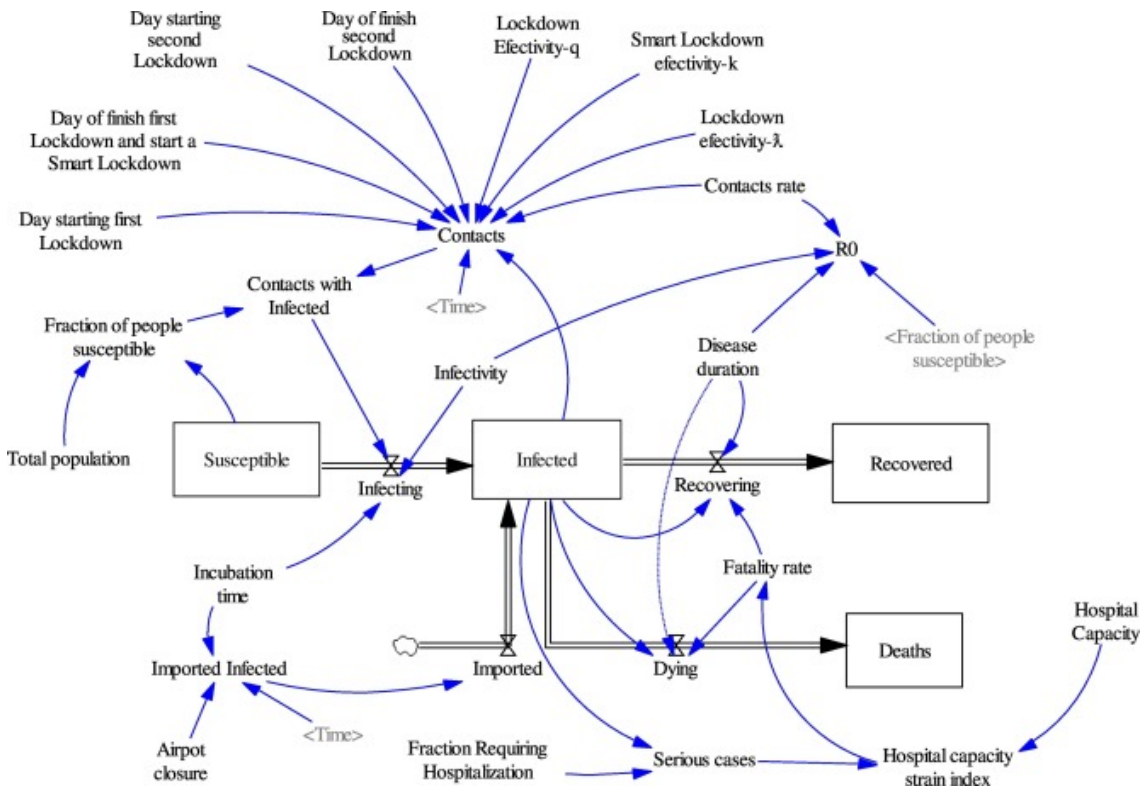 Day starting
second
Lockdown
Day of finish
second
Lockdown
Lockdown
Efectivity-q
Smart Lockdown
efectivity-k
Day of finish first
Lockdown and start a
Smart Lockdown
Lockdown
efectivity-λ
Contacts rate
Day starting first
Lockdown
Contacts
R0
Contacts with
Infected
<Time>
Fraction of people
susceptible
<Fraction of people
susceptible>
Disease
duration
Infectivity
Total population
Susceptible
Infected
Recovered
Infecting
Recovering
Incubation
time
Fatality rate
Hospital
Capacity
Imported Infected
Imported
Dying
Deaths
<Time>
Airpot
closure
Fraction Requiring
Hospitalization
Serious cases
Hospital capacity
strain index